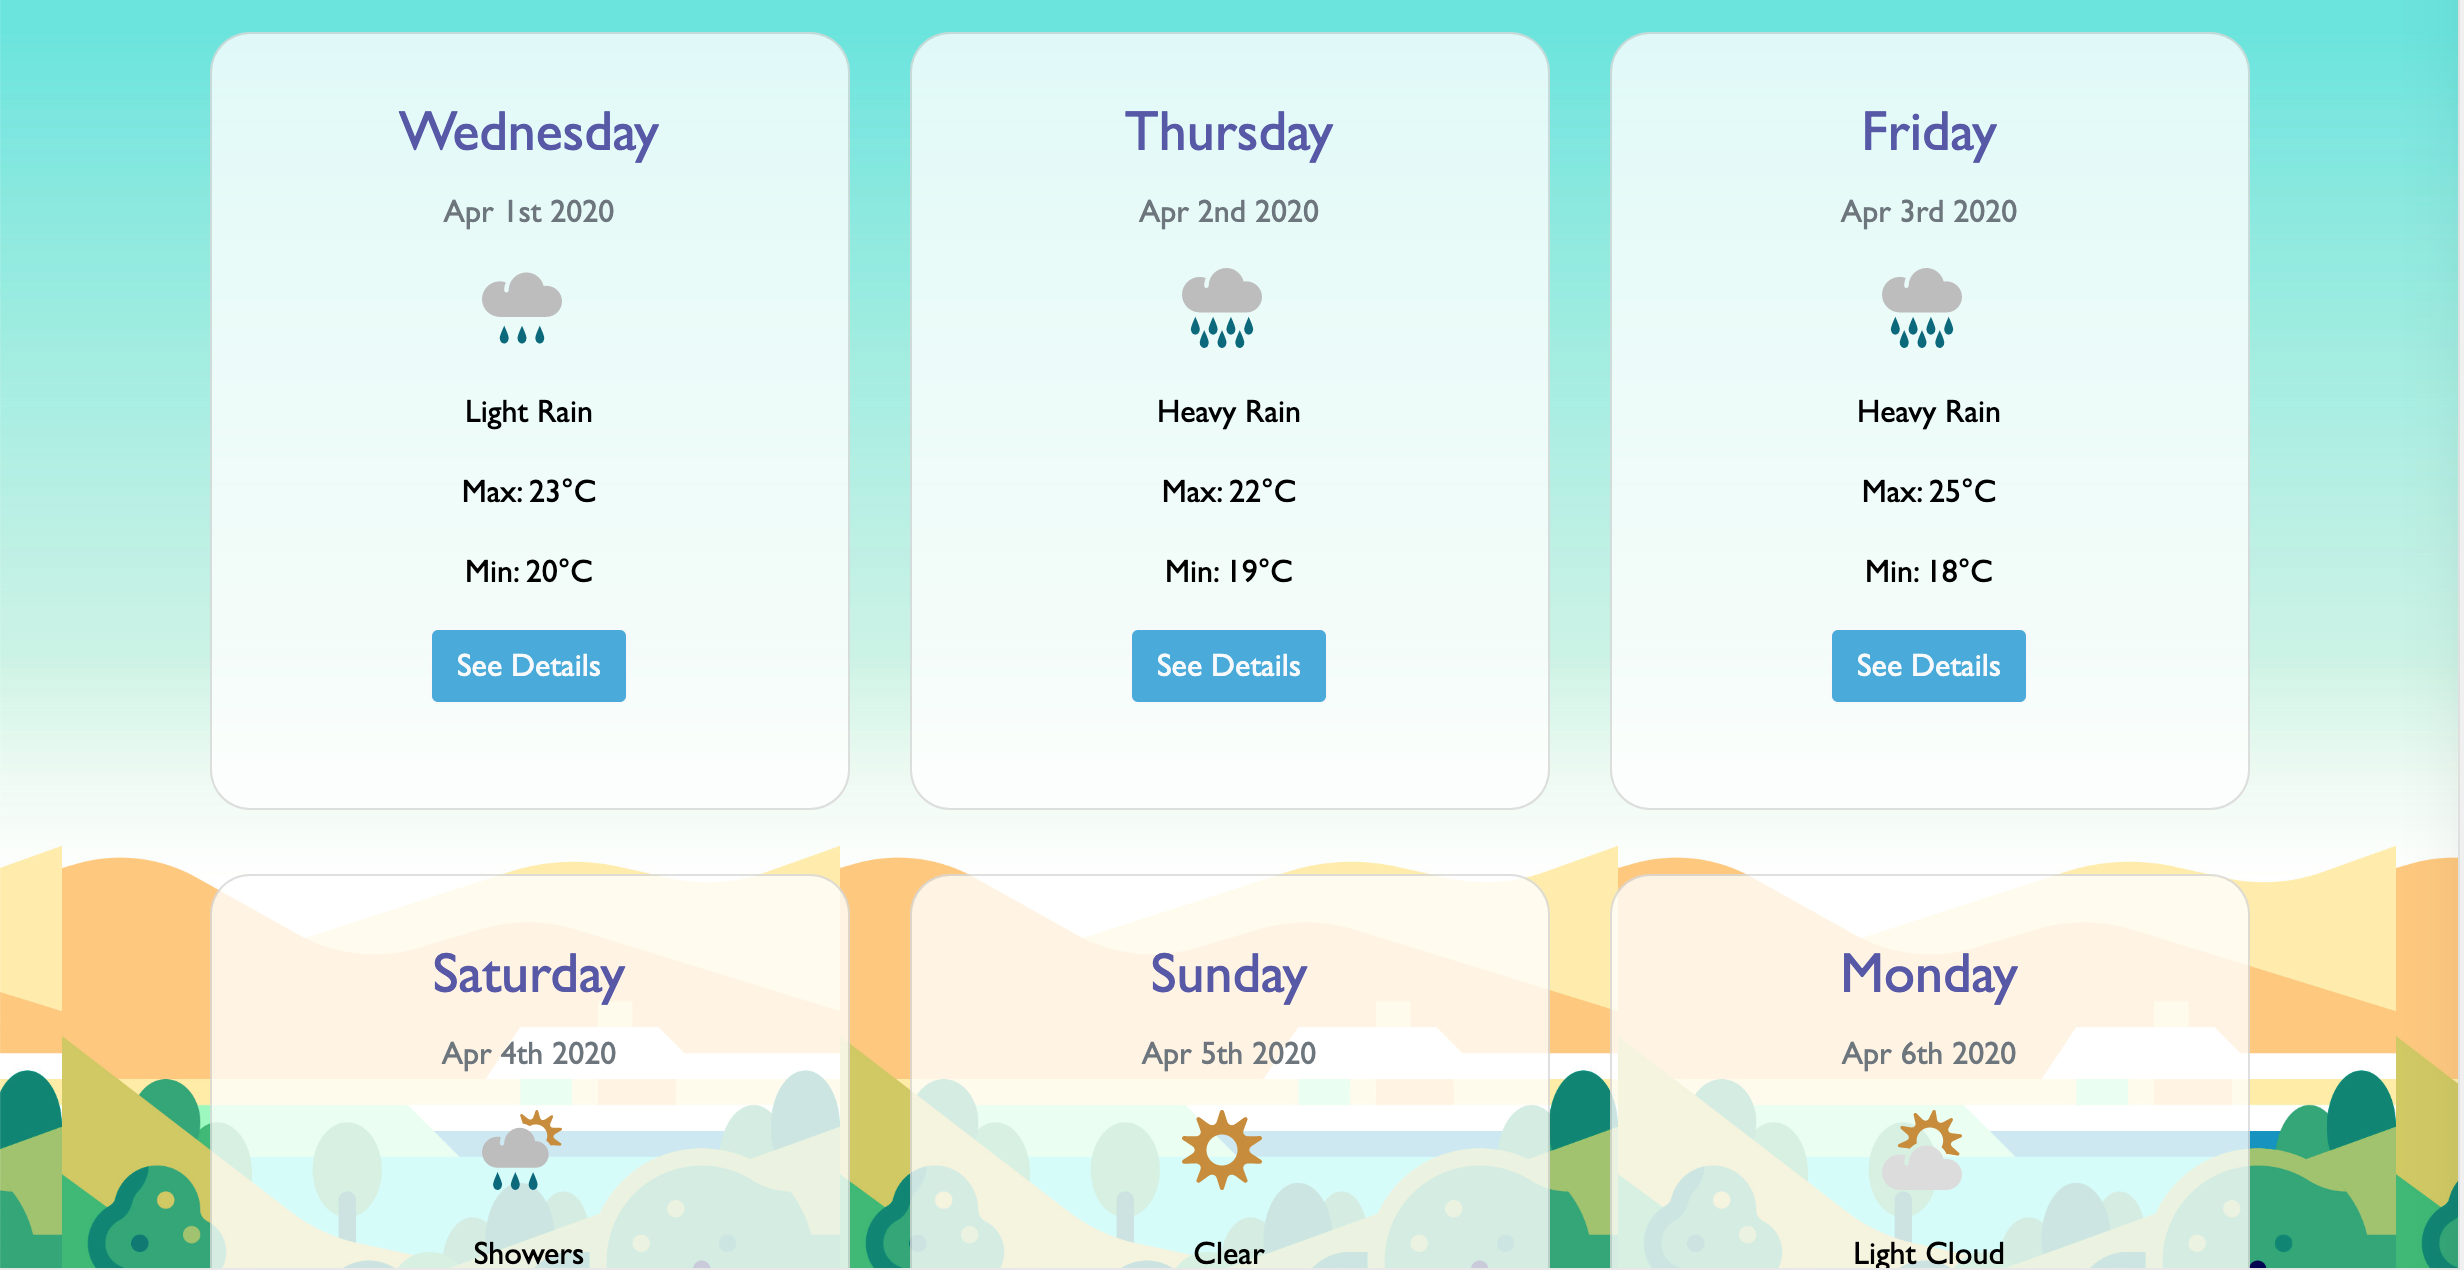 Wednesday
Apr 1st 2020
Light Rain
Max: 23°C
Min: 20°C
See Details
Thursday
Apr 2nd 2020
Heavy Rain
Max: 22°C
Min: 19°C
See Details
Friday
Apr 3rd 2020
Heavy Rain
Max: 25°C
Min: 18°C
See Details
Saturday
Apr 4th 2020
Showers
Sunday
Apr 5th 2020
Clear
Monday
Apr 6th 2020
Light Cloud